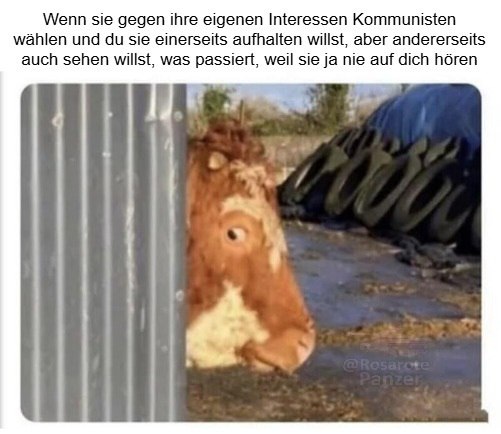 Wenn sie gegen ihre eigenen Interessen Kommunisten
wählen und du sie einerseits aufhalten willst, aber andererseits
auch sehen willst, was passiert, weil sie ja nie auf dich hören
@Rosarote
Panzer